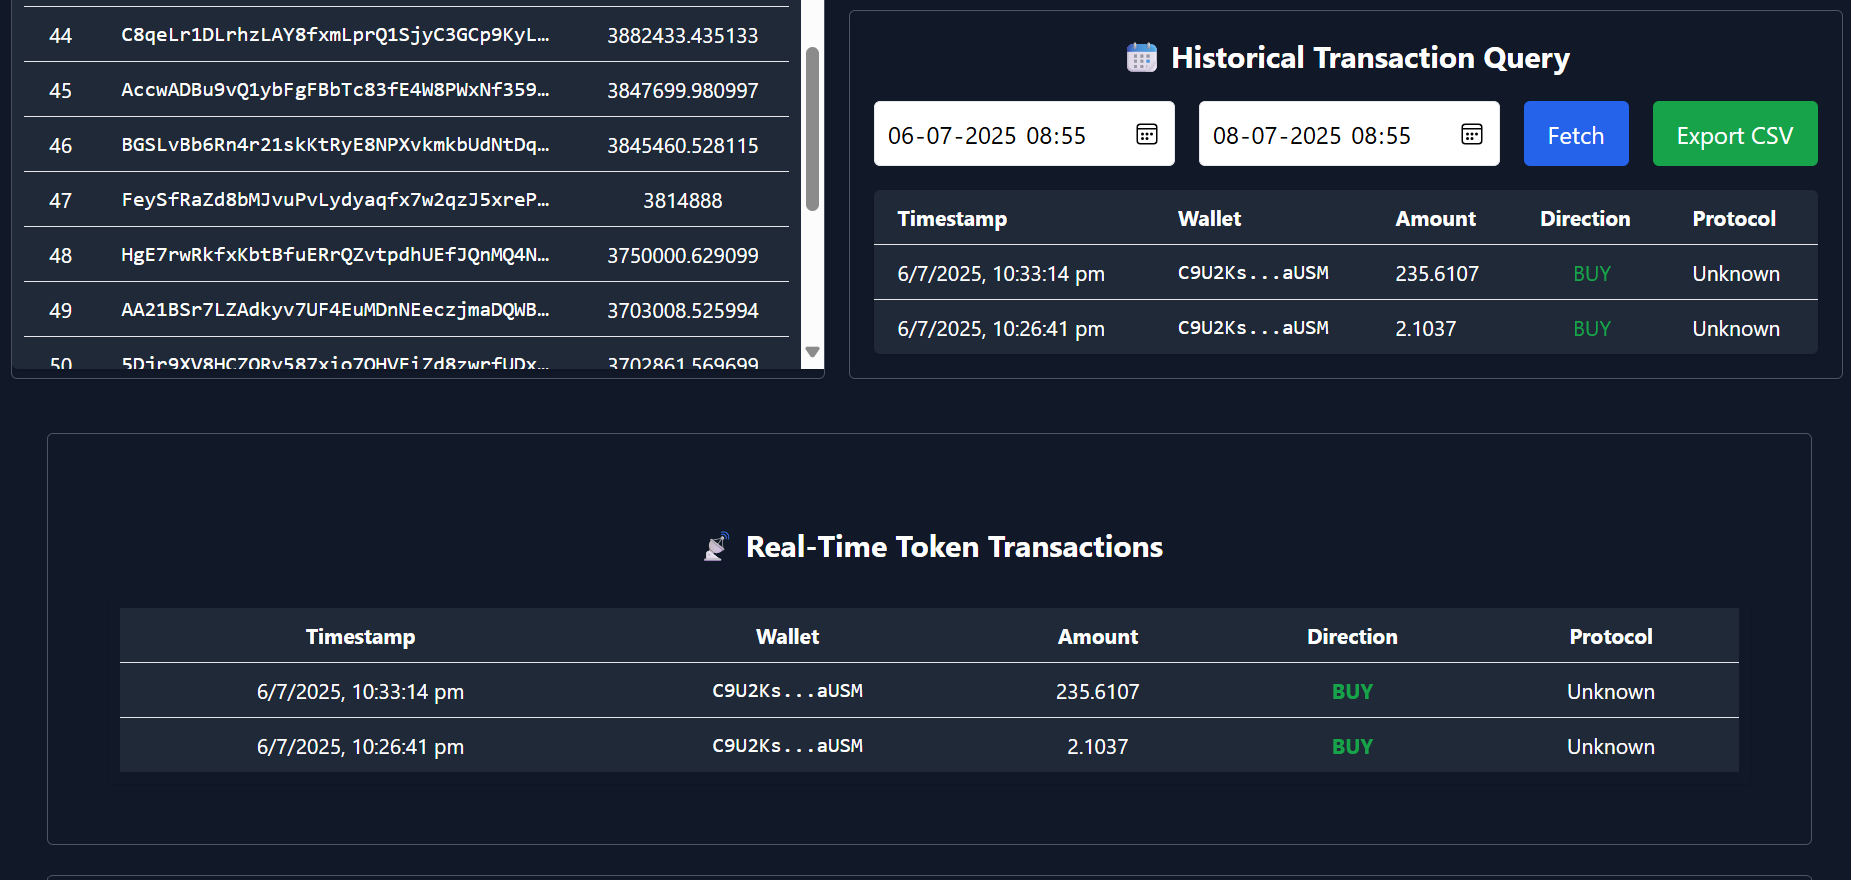 44 C8qeLr1DLrhzLAY8fxmLprQ1SjyC3GCp9KyL… 3882433.435133
45 AccwADBu9vQ1ybFgFBbTc83fE4W8PWxNf359… 3847699.980997
46 BGSLvBb6Rn4r21skKtRyE8NPXvkmkbUdNtDq… 3845460.528115
47 FeySfRaZd8bMJvuPvLydyaqfx7w2qzJ5xreP… 3814888
48 HgE7rwRkfxKbtBfuERrQZvtpdhUEfJQnMQ4N… 3750000.629099
49 AA21BSr7LZAdkyv7UF4EuMDnNEeczjmaDQWB… 3703008.525994
50 3702861.569699
Historical Transaction Query
06-07-2025 08:55 08-07-2025 08:55 Fetch Export CSV
Timestamp Wallet Amount Direction Protocol
6/7/2025, 10:33:14 pm C9U2Ks...aUSM 235.6107 BUY Unknown
6/7/2025, 10:26:41 pm C9U2Ks...aUSM 2.1037 BUY Unknown
Real-Time Token Transactions
Timestamp Wallet Amount Direction Protocol
6/7/2025, 10:33:14 pm C9U2Ks...aUSM 235.6107 BUY Unknown
6/7/2025, 10:26:41 pm C9U2Ks...aUSM 2.1037 BUY Unknown